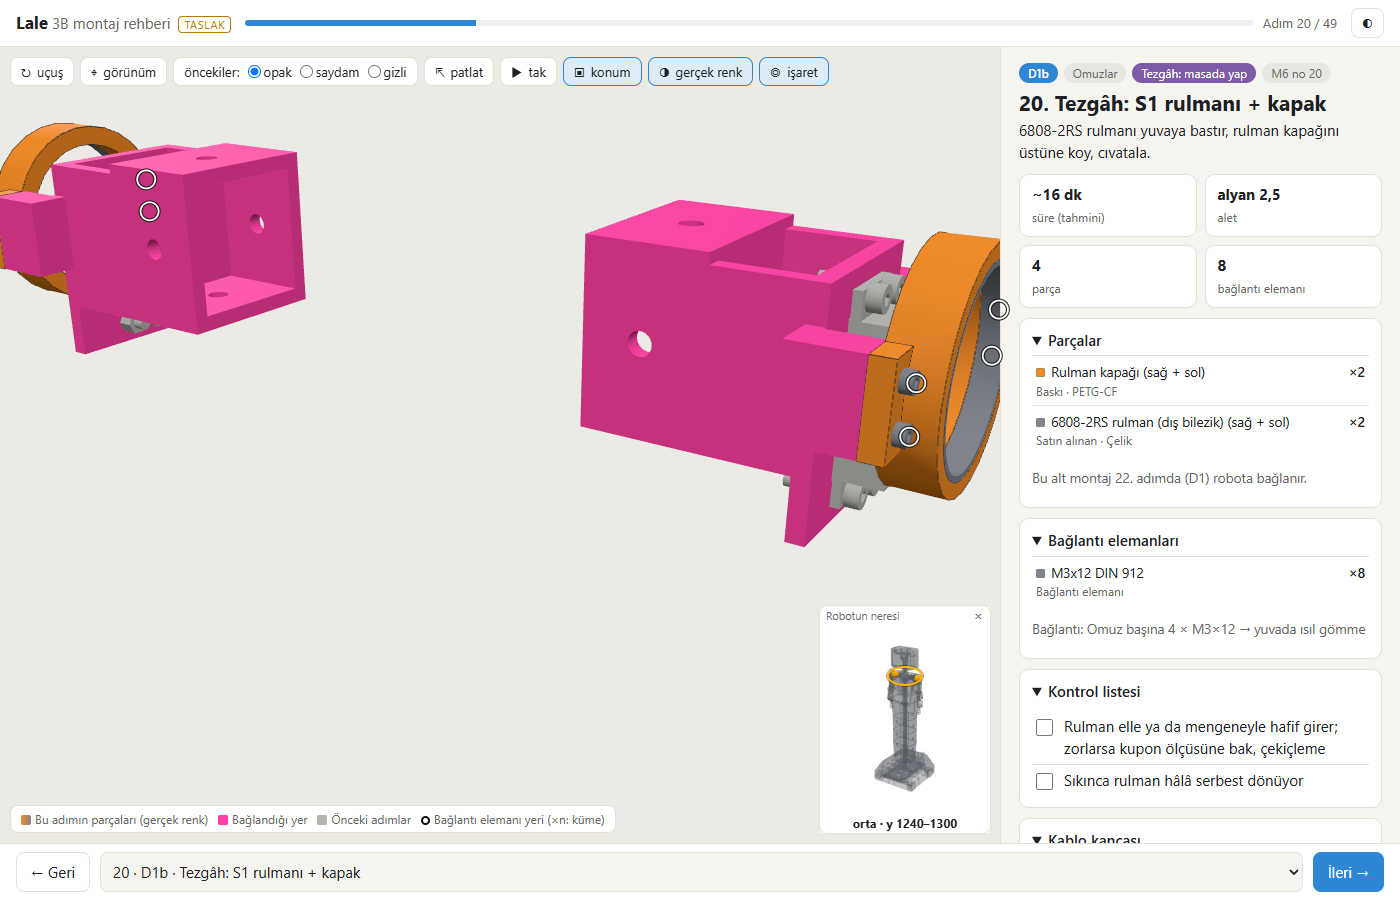 Lale 3B montaj rehberi TASLAK
Adım 20 / 49
↻ uçuş
⌖ görünüm
öncekiler: opak saydam gizli
⇱ patlat
▶ tak
▣ konum
◑ gerçek renk
◎ işaret
D1b Omuzlar Tezgâh: masada yap M6 no 20
20. Tezgâh: S1 rulmanı + kapak
6808-2RS rulmanı yuvaya bastır, rulman kapağını
üstüne koy, cıvatala.
~16 dk
süre (tahmini)
alyan 2,5
alet
4
parça
8
bağlantı elemanı
▼ Parçalar
Rulman kapağı (sağ + sol) ×2
Baskı · PETG-CF
6808-2RS rulman (dış bilezik) (sağ + sol) ×2
Satın alınan · Çelik
Bu alt montaj 22. adımda (D1) robota bağlanır.
▼ Bağlantı elemanları
M3x12 DIN 912 ×8
Bağlantı elemanı
Bağlantı: Omuz başına 4 × M3×12 → yuvada ısıl gömme
▼ Kontrol listesi
Rulman elle ya da mengeneyle hafif girer;
zorlarsa kupon ölçüsüne bak, çekiçleme
Sıkınca rulman hâlâ serbest dönüyor
▼ Kablo kancası
Robotun neresi ×
orta · y 1240–1300
Bu adımın parçaları (gerçek renk) Bağlandığı yer Önceki adımlar Bağlantı elemanı yeri (×n: küme)
← Geri
20 · D1b · Tezgâh: S1 rulmanı + kapak
İleri →